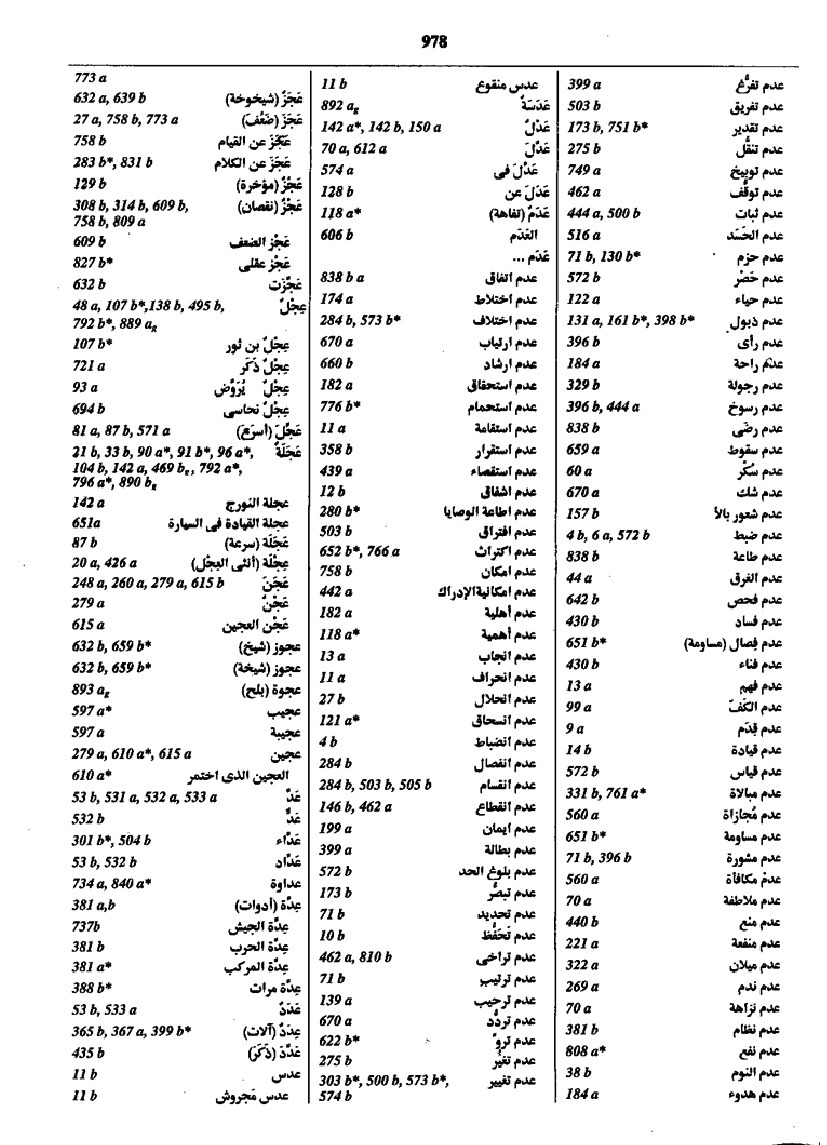 978
773 a
632 a, 639 b عَجَزَ (شيخوخة)
27 a, 758 b, 773 a عَجَزَ (ضَعُفَ)
758 b عَجَزَ عن القيام
283 b*, 831 b عَجَزَ عن الكلام
129 b عَجُزٌ (مؤخرة)
308 b, 314 b, 609 b, عَجْزٌ (نقصان)
758 b, 809 a
609 b عَجْز الضعف
827 b* عَجْز عقلى
632 b عَجُزَت
48 a, 107 b*,138 b, 495 b, عِجْلٌ
792 b*, 889 ag
107 b* عِجْلٌ بن ثور
721 a عِجْلٌ ذَكَر
93 a عِجْلٌ يُرَوَّض
694 b عِجْلٌ نحاسى
81 a, 87 b, 571 a عَجَّلَ (أسرَع)
21 b, 33 b, 90 a*, 91 b*, 96 a*, عَجَلَةٌ
104 b, 142 a, 469 bg, 792 a*,
796 a*, 890 bg
142 a عجلة النورج
651a عجلة القيادة فى السيارة
87 b عَجَلَة (سرعة)
20 a, 426 a عِجْلَة (أنثى العِجْل)
248 a, 260 a, 279 a, 615 b عَجَنَ
279 a عَجْنٌ
615 a عَجْن العجين
632 b, 659 b* عجوز (شيخ)
632 b, 659 b* عجوز (شيخة)
893 ag عجوة (بلح)
597 a* عجيب
597 a عجيبة
279 a, 610 a*, 615 a عجين
610 a* العجين الذى اختمر
53 b, 531 a, 532 a, 533 a عَدَّ
532 b عَدٌّ
301 b*, 504 b عَدَّاء
53 b, 532 b عَدَّاد
734 a, 840 a* عداوة
381 a,b عِدَّة (أدوات)
737b عِدَّة الجيش
381 b عِدَّة الحرب
381 a* عِدَّة المركب
388 b* عِدَّة مرات
53 b, 533 a عَدَدٌ
365 b, 367 a, 399 b* عِدَدٌ (آلات)
435 b عَدَّدَ (ذَكَرَ)
11 b عدس
11 b عدس مَجروش
11 b عدس منقوع
892 ag عَدَسَةٌ
142 a*, 142 b, 150 a عَدْلٌ
70 a, 612 a عَدَلَ
574 a عَدَلَ فى
128 b عَدَلَ عن
118 a* عَدَمٌ (تفاهة)
606 b العَدَم
عَدَم ...
838 b a عدم اتفاق
174 a عدم اختلاط
284 b, 573 b* عدم اختلاف
670 a عدم ارتياب
660 b عدم ارشاد
182 a عدم استحقاق
776 b* عدم استحمام
11 a عدم استقامة
358 b عدم استقرار
439 a عدم استقصاء
12 b عدم اشفاق
280 b* عدم اطاعة الوصايا
503 b عدم افتراق
652 b*, 766 a عدم اكتراث
758 b عدم امكان
442 a عدم امكانيةالإدراك
182 a عدم أهلية
118 a* عدم أهمية
13 a عدم انجاب
11 a عدم انحراف
27 b عدم انحلال
121 a* عدم انسحاق
4 b عدم انضباط
284 b عدم انفصال
284 b, 503 b, 505 b عدم انقسام
146 b, 462 a عدم انقطاع
199 a عدم ايمان
399 a عدم بطالة
572 b عدم بلوغ الحد
173 b عدم تبصُّر
71 b عدم تحديد
10 b عدم تَحَفُّظ
462 a, 810 b عدم تراخى
71 b عدم ترتيب
139 a عدم ترحيب
670 a عدم تردُّد
622 b* عدم تروٍّ
275 b عدم تغيُّر
303 b*, 500 b, 573 b*, عدم تغيير
574 b
399 a عدم تفرُّغ
503 b عدم تفريق
173 b, 751 b* عدم تقدير
275 b عدم تنقُّل
749 a عدم توبيخ
462 a عدم توقُّف
444 a, 500 b عدم ثبات
516 a عدم الحَسَد
71 b, 130 b* عدم حزم
572 b عدم حَصْر
122 a عدم حياء
131 a, 161 b*, 398 b* عدم ذبول
396 b عدم رأى
184 a عدم راحة
329 b عدم رجولة
396 b, 444 a عدم رسوخ
838 b عدم رضًى
659 a عدم سقوط
60 a عدم سُكْر
670 a عدم شك
157 b عدم شعور بالأ
4 b, 6 a, 572 b عدم ضبط
838 b عدم طاعة
44 a عدم الغرق
642 b عدم فحص
430 b عدم فساد
651 b* عدم فِصال (مساومة)
430 b عدم فناء
13 a عدم فهم
99 a عدم الكَفّ
9 a عدم قِدَم
14 b عدم قيادة
572 b عدم قياس
331 b, 761 a* عدم مبالاة
560 a عدم مُجازاة
651 b* عدم مساومة
71 b, 396 b عدم مشورة
560 a عدم مكافأة
70 a عدم ملاطفة
440 b عدم منع
221 a عدم منفعة
322 a عدم ميلان
269 a عدم ندم
70 a عدم نزاهة
381 b عدم نظام
808 a* عدم نفع
38 b عدم النوم
184 a عدم هدوء